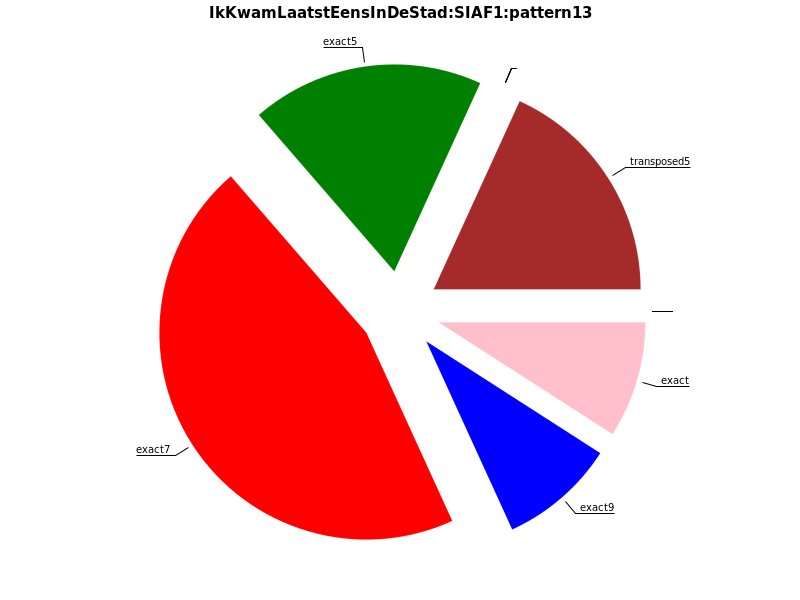 IkKwamLaatstEensInDeStad:SIAF1:pattern13
exact5
transposed5
exact
exact7
exact9